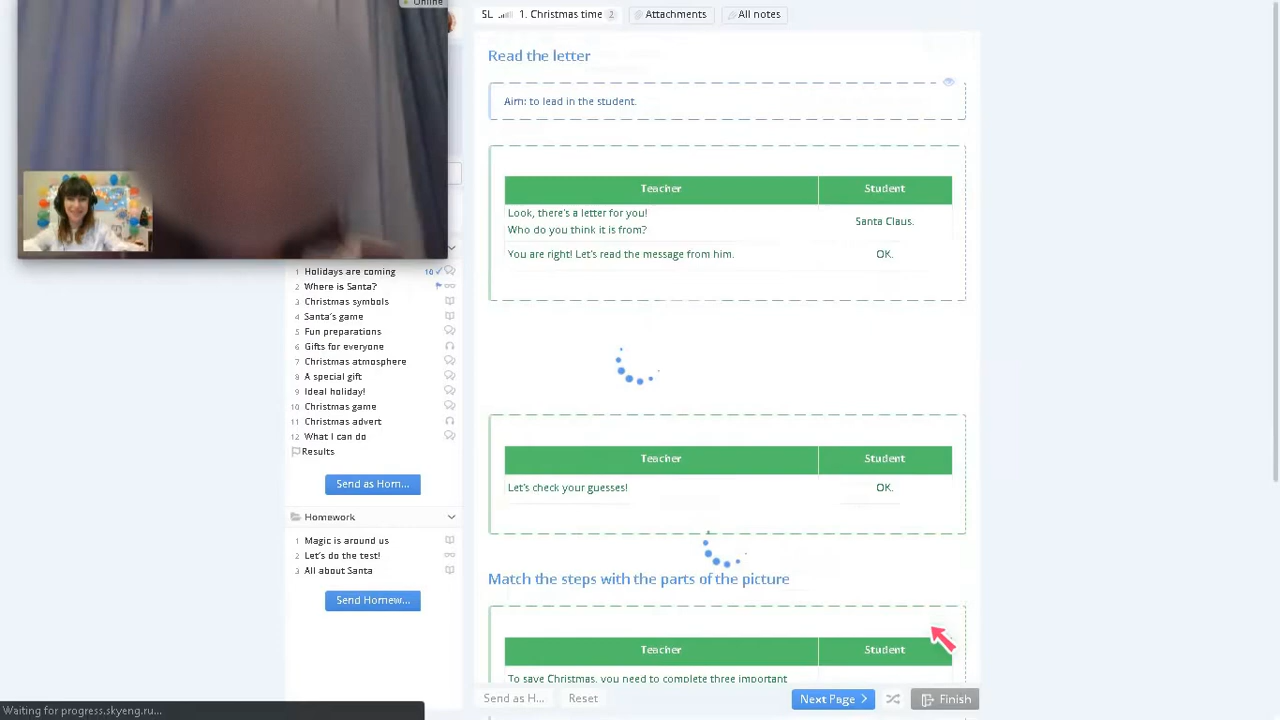 Online
SL 1. Christmas time 2
Attachments
All notes
Read the letter
Aim: to lead in the student.
Teacher Student
Look, there's a letter for you!
Who do you think it is from?
Santa Claus.
You are right! Let's read the message from him. OK.
1 Holidays are coming 10
2 Where is Santa?
3 Christmas symbols
4 Santa's game
5 Fun preparations
6 Gifts for everyone
7 Christmas atmosphere
8 A special gift
9 Ideal holiday!
10 Christmas game
11 Christmas advert
12 What I can do
Results
Send as Hom...
Homework
1 Magic is around us
2 Let's do the test!
3 All about Santa
Send Homew...
Teacher Student
Let's check your guesses! OK.
Match the steps with the parts of the picture
Teacher Student
To save Christmas, you need to complete three important
Send as H... Reset Next Page Finish
Waiting for progress.skyeng.ru...